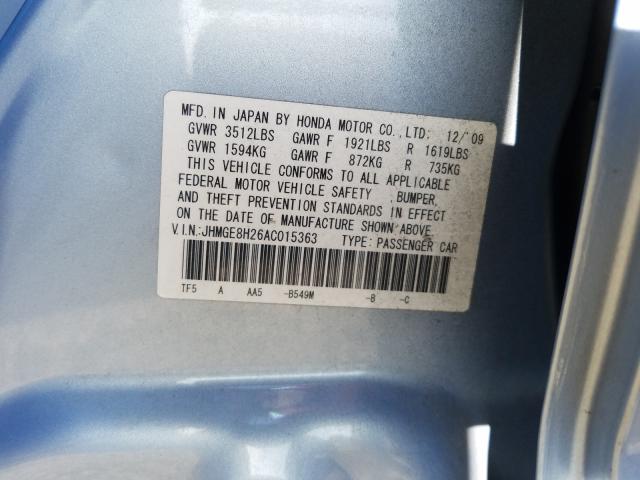 MFD. IN JAPAN BY HONDA MOTOR CO., LTD: 12/'09
GVWR 3512LBS GAWR F 1921LBS R 1619LBS
GVWR 1594KG GAWR F 872KG R 735KG
THIS VEHICLE CONFORMS TO ALL APPLICABLE
FEDERAL MOTOR VEHICLE SAFETY , BUMPER,
AND THEFT PREVENTION STANDARDS IN EFFECT
ON THE DATE OF MANUFACTURE SHOWN ABOVE.
V.I.N:JHMGE8H26AC015363 TYPE: PASSENGER CAR
TF5 A AA5 -B549M -B -C